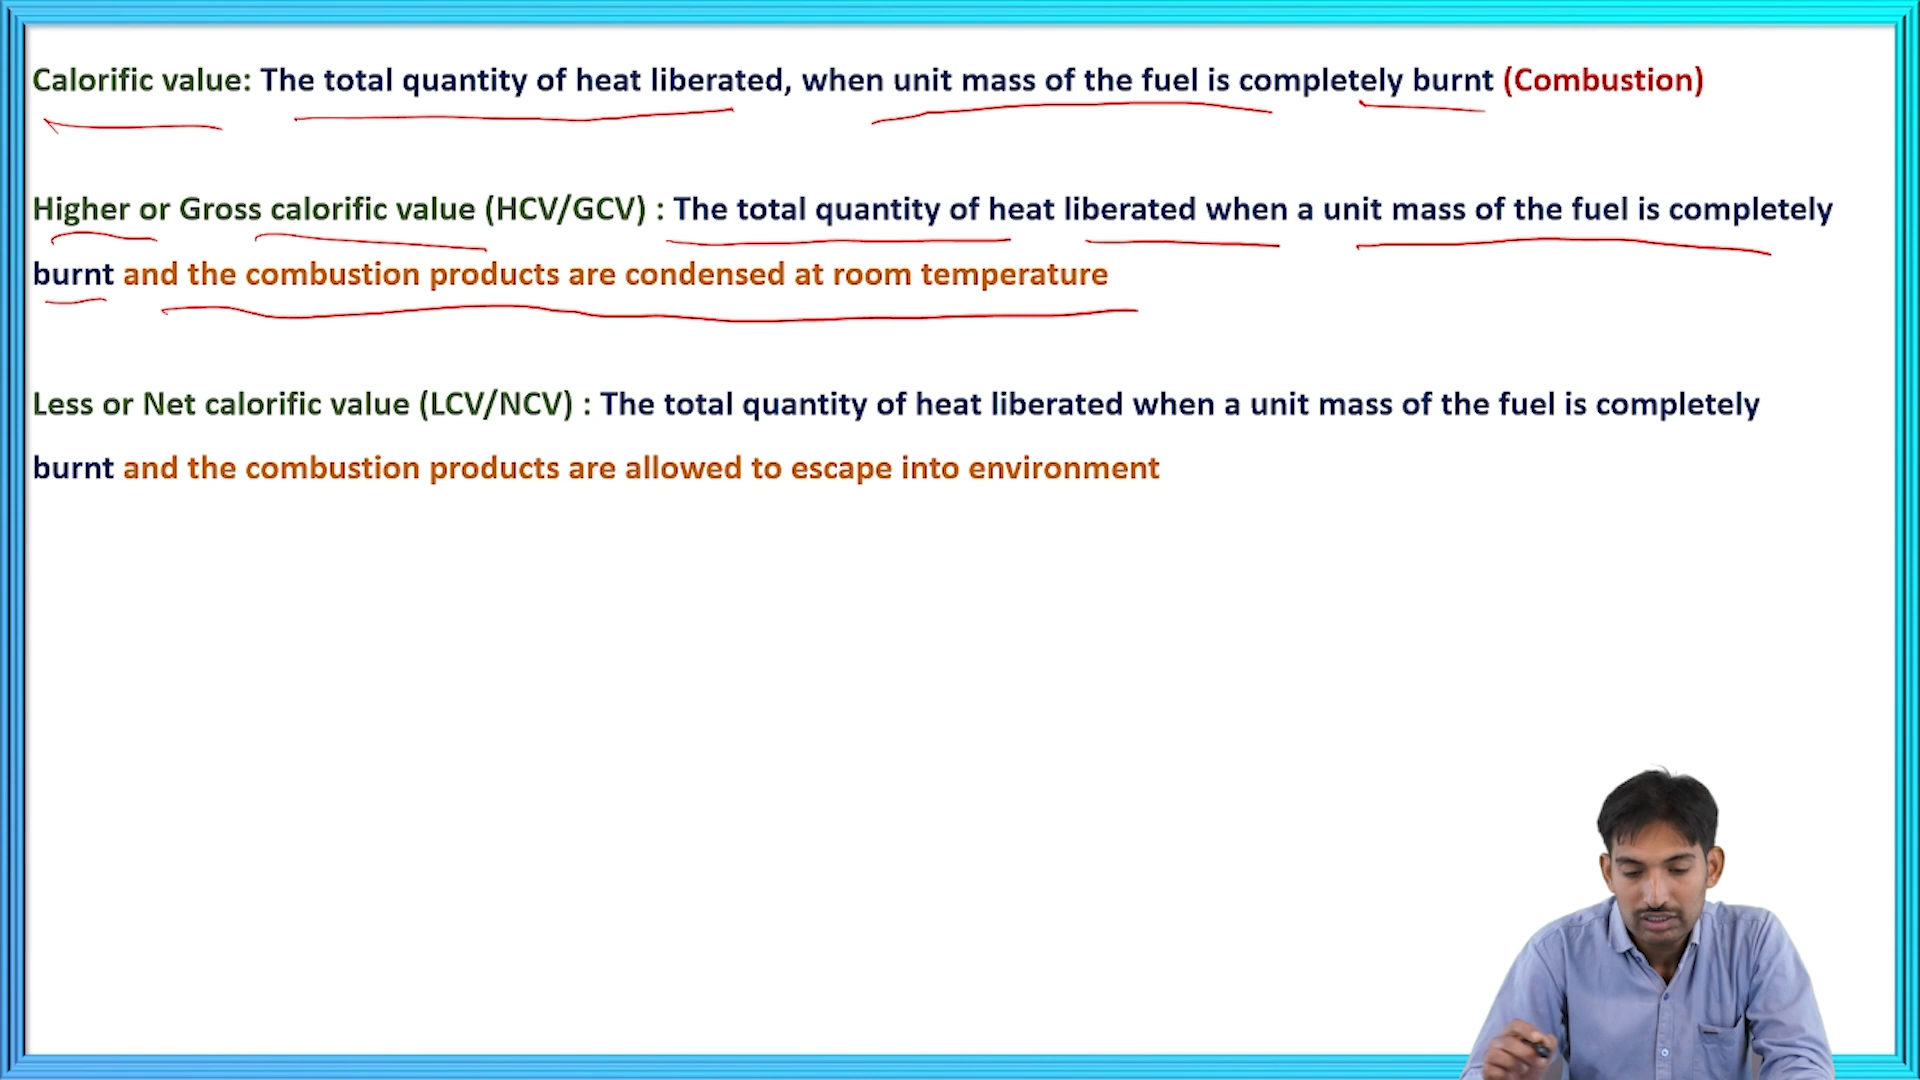 Calorific value: The total quantity of heat liberated, when unit mass of the fuel is completely burnt (Combustion)
Higher or Gross calorific value (HCV/GCV) : The total quantity of heat liberated when a unit mass of the fuel is completely
burnt and the combustion products are condensed at room temperature
Less or Net calorific value (LCV/NCV) : The total quantity of heat liberated when a unit mass of the fuel is completely
burnt and the combustion products are allowed to escape into environment